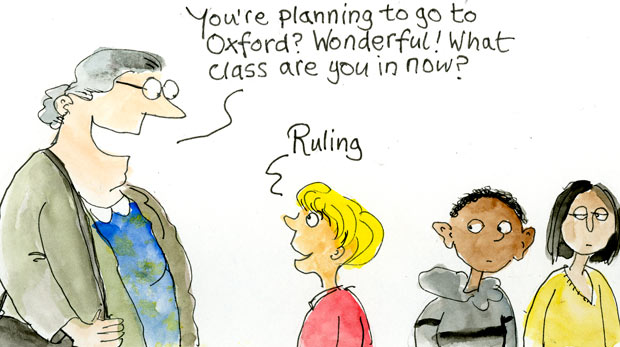 You're planning to go to
Oxford? Wonderful! What
class are you in now?
Ruling